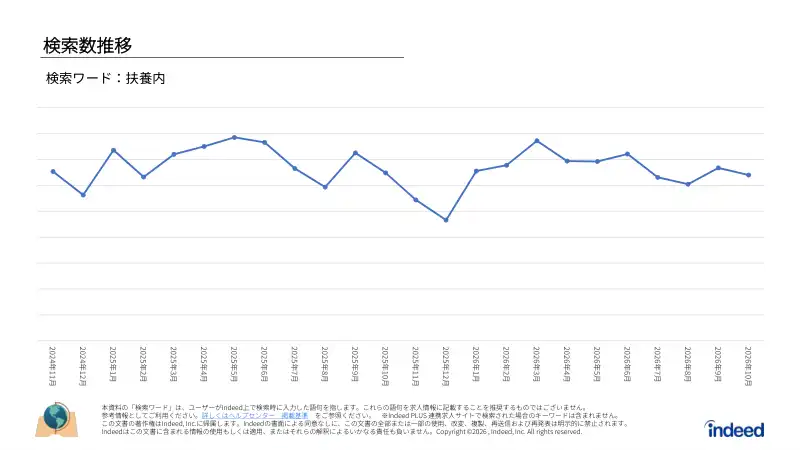 検索数推移
検索ワード：扶養内
2024年11月
2024年12月
2025年1月
2025年2月
2025年3月
2025年4月
2025年5月
2025年6月
2025年7月
2025年8月
2025年9月
2025年10月
2025年11月
2025年12月
2026年1月
2026年2月
2026年3月
2026年4月
2026年5月
2026年6月
2026年7月
2026年8月
2026年9月
2026年10月
本資料の「検索ワード」は、ユーザーがIndeed上で検索時に入力した語句を指します。これらの語句を求人情報に記載することを推奨するものではございません。
参考情報としてご利用ください。詳しくはヘルプセンター　掲載基準　をご参照ください。　※Indeed PLUS 連携求人サイトで検索された場合のキーワードは含まれません。
この文書の著作権はIndeed, Inc.に帰属します。Indeedの書面による同意なしに、この文書の全部または一部の使用、改変、複製、再送信および再発表は明示的に禁止されます。
Indeedはこの文書に含まれる情報の使用もしくは適用、またはそれらの解釈によるいかなる責任も負いません。Copyright ©2026 , Indeed, Inc. All rights reserved.
indeed